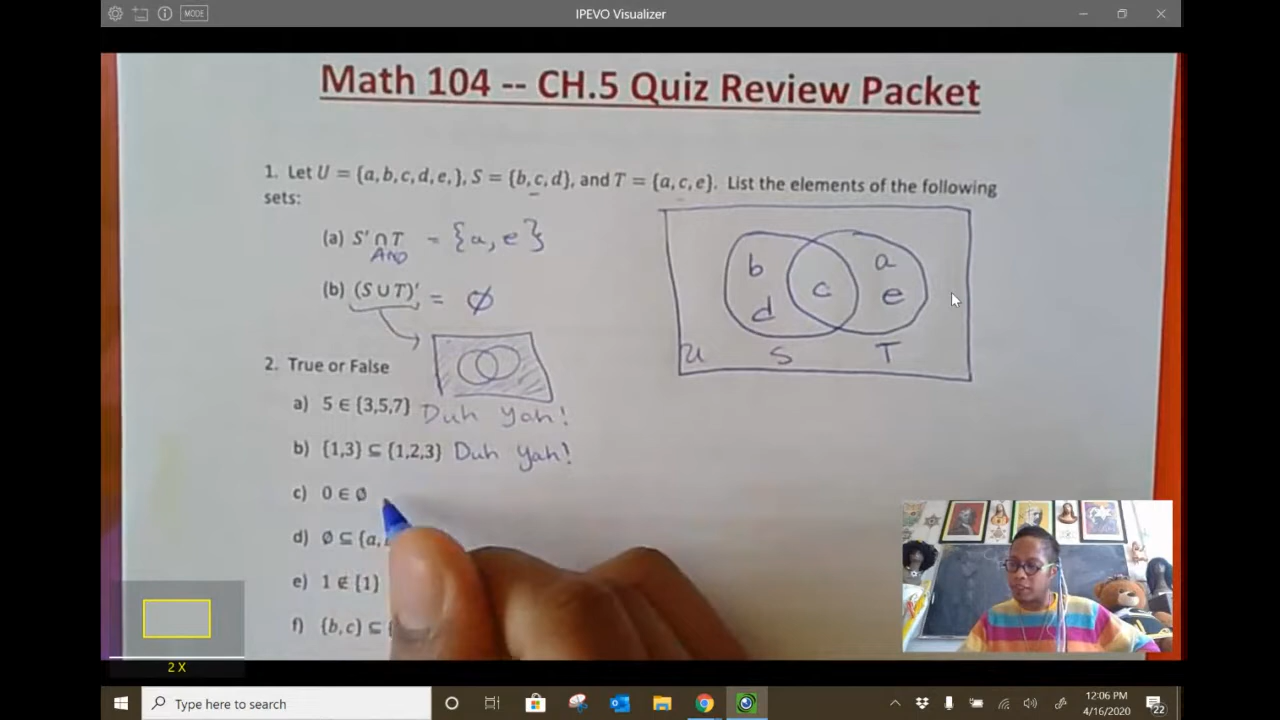 MODE
IPEVO Visualizer
Math 104 -- CH.5 Quiz Review Packet
1. Let U = {a, b, c, d, e, }, S = {b, c, d}, and T = {a, c, e}. List the elements of the following
sets:
(a) S' ∩ T = {a, e}
AND
(b) (S ∪ T)' = ∅
b
c
a
d
e
U
S
T
2. True or False
a) 5 ∈ {3,5,7} Duh Yah!
b) {1,3} ⊆ {1,2,3} Duh Yah!
c) 0 ∈ ∅
d) ∅ ⊆ {a,
e) 1 ∉ {1}
f) {b, c} ⊆ {
2 X
Type here to search
12:06 PM
4/16/2020
22